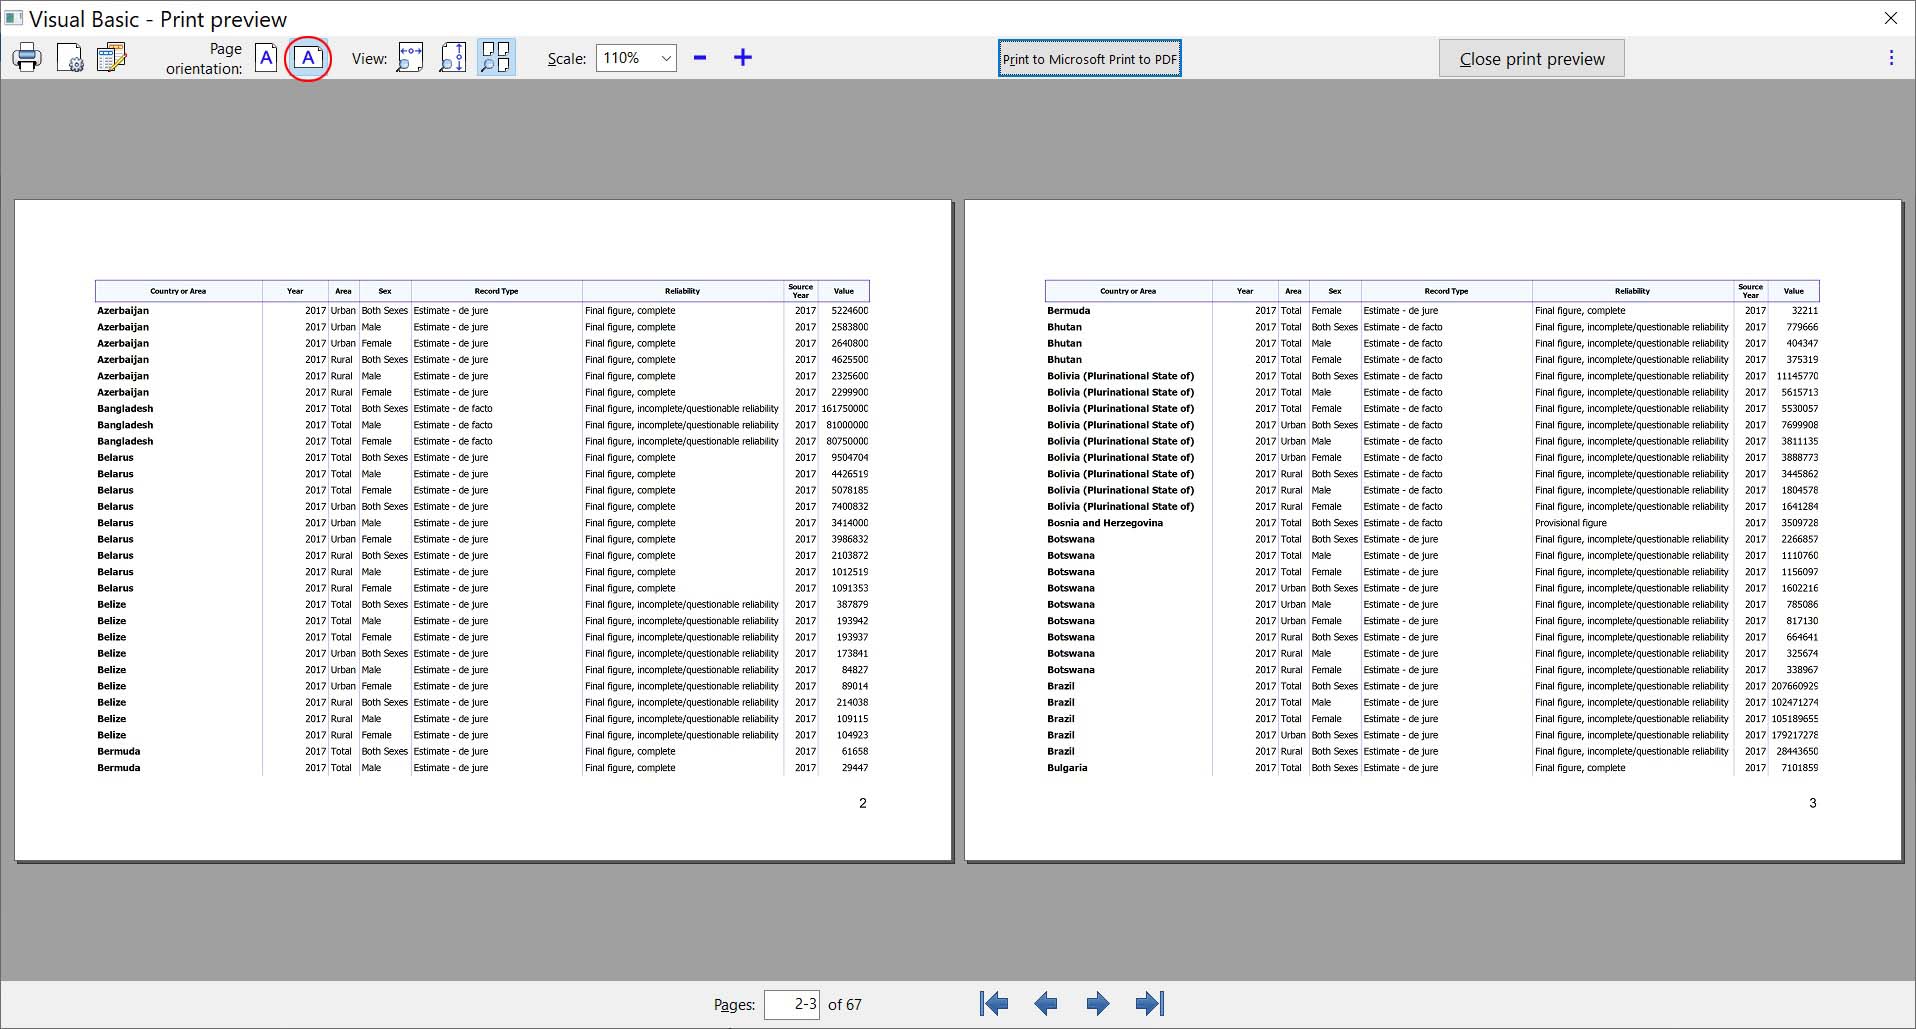 Visual Basic - Print preview
Page orientation: A A View: Scale: 110% Print to Microsoft Print to PDF Close print preview
Country or Area Year Area Sex Record Type Reliability Source Year Value
Azerbaijan 2017 Urban Both Sexes Estimate - de jure Final figure, complete 2017 5224600
Azerbaijan 2017 Urban Male Estimate - de jure Final figure, complete 2017 2583800
Azerbaijan 2017 Urban Female Estimate - de jure Final figure, complete 2017 2640800
Azerbaijan 2017 Rural Both Sexes Estimate - de jure Final figure, complete 2017 4625500
Azerbaijan 2017 Rural Male Estimate - de jure Final figure, complete 2017 2325600
Azerbaijan 2017 Rural Female Estimate - de jure Final figure, complete 2017 2299900
Bangladesh 2017 Total Both Sexes Estimate - de facto Final figure, incomplete/questionable reliability 2017 161750000
Bangladesh 2017 Total Male Estimate - de facto Final figure, incomplete/questionable reliability 2017 81000000
Bangladesh 2017 Total Female Estimate - de facto Final figure, incomplete/questionable reliability 2017 80750000
Belarus 2017 Total Both Sexes Estimate - de jure Final figure, complete 2017 9504704
Belarus 2017 Total Male Estimate - de jure Final figure, complete 2017 4426519
Belarus 2017 Total Female Estimate - de jure Final figure, complete 2017 5078185
Belarus 2017 Urban Both Sexes Estimate - de jure Final figure, complete 2017 7400832
Belarus 2017 Urban Male Estimate - de jure Final figure, complete 2017 3414000
Belarus 2017 Urban Female Estimate - de jure Final figure, complete 2017 3986832
Belarus 2017 Rural Both Sexes Estimate - de jure Final figure, complete 2017 2103872
Belarus 2017 Rural Male Estimate - de jure Final figure, complete 2017 1012519
Belarus 2017 Rural Female Estimate - de jure Final figure, complete 2017 1091353
Belize 2017 Total Both Sexes Estimate - de jure Final figure, incomplete/questionable reliability 2017 387879
Belize 2017 Total Male Estimate - de jure Final figure, incomplete/questionable reliability 2017 193942
Belize 2017 Total Female Estimate - de jure Final figure, incomplete/questionable reliability 2017 193937
Belize 2017 Urban Both Sexes Estimate - de jure Final figure, incomplete/questionable reliability 2017 173841
Belize 2017 Urban Male Estimate - de jure Final figure, incomplete/questionable reliability 2017 84827
Belize 2017 Urban Female Estimate - de jure Final figure, incomplete/questionable reliability 2017 89014
Belize 2017 Rural Both Sexes Estimate - de jure Final figure, incomplete/questionable reliability 2017 214038
Belize 2017 Rural Male Estimate - de jure Final figure, incomplete/questionable reliability 2017 109115
Belize 2017 Rural Female Estimate - de jure Final figure, incomplete/questionable reliability 2017 104923
Bermuda 2017 Total Both Sexes Estimate - de jure Final figure, complete 2017 61658
Bermuda 2017 Total Male Estimate - de jure Final figure, complete 2017 29447
2
Country or Area Year Area Sex Record Type Reliability Source Year Value
Bermuda 2017 Total Female Estimate - de jure Final figure, complete 2017 32211
Bhutan 2017 Total Both Sexes Estimate - de facto Final figure, incomplete/questionable reliability 2017 779666
Bhutan 2017 Total Male Estimate - de facto Final figure, incomplete/questionable reliability 2017 404347
Bhutan 2017 Total Female Estimate - de facto Final figure, incomplete/questionable reliability 2017 375319
Bolivia (Plurinational State of) 2017 Total Both Sexes Estimate - de facto Final figure, incomplete/questionable reliability 2017 11145770
Bolivia (Plurinational State of) 2017 Total Male Estimate - de facto Final figure, incomplete/questionable reliability 2017 5615713
Bolivia (Plurinational State of) 2017 Total Female Estimate - de facto Final figure, incomplete/questionable reliability 2017 5530057
Bolivia (Plurinational State of) 2017 Urban Both Sexes Estimate - de facto Final figure, incomplete/questionable reliability 2017 7699908
Bolivia (Plurinational State of) 2017 Urban Male Estimate - de facto Final figure, incomplete/questionable reliability 2017 3811135
Bolivia (Plurinational State of) 2017 Urban Female Estimate - de facto Final figure, incomplete/questionable reliability 2017 3888773
Bolivia (Plurinational State of) 2017 Rural Both Sexes Estimate - de facto Final figure, incomplete/questionable reliability 2017 3445862
Bolivia (Plurinational State of) 2017 Rural Male Estimate - de facto Final figure, incomplete/questionable reliability 2017 1804578
Bolivia (Plurinational State of) 2017 Rural Female Estimate - de facto Final figure, incomplete/questionable reliability 2017 1641284
Bosnia and Herzegovina 2017 Total Both Sexes Estimate - de facto Provisional figure 2017 3509728
Botswana 2017 Total Both Sexes Estimate - de jure Final figure, incomplete/questionable reliability 2017 2266857
Botswana 2017 Total Male Estimate - de jure Final figure, incomplete/questionable reliability 2017 1110760
Botswana 2017 Total Female Estimate - de jure Final figure, incomplete/questionable reliability 2017 1156097
Botswana 2017 Urban Both Sexes Estimate - de jure Final figure, incomplete/questionable reliability 2017 1602216
Botswana 2017 Urban Male Estimate - de jure Final figure, incomplete/questionable reliability 2017 785086
Botswana 2017 Urban Female Estimate - de jure Final figure, incomplete/questionable reliability 2017 817130
Botswana 2017 Rural Both Sexes Estimate - de jure Final figure, incomplete/questionable reliability 2017 664641
Botswana 2017 Rural Male Estimate - de jure Final figure, incomplete/questionable reliability 2017 325674
Botswana 2017 Rural Female Estimate - de jure Final figure, incomplete/questionable reliability 2017 338967
Brazil 2017 Total Both Sexes Estimate - de jure Final figure, incomplete/questionable reliability 2017 207660929
Brazil 2017 Total Male Estimate - de jure Final figure, incomplete/questionable reliability 2017 102471274
Brazil 2017 Total Female Estimate - de jure Final figure, incomplete/questionable reliability 2017 105189655
Brazil 2017 Urban Both Sexes Estimate - de jure Final figure, incomplete/questionable reliability 2017 179217278
Brazil 2017 Rural Both Sexes Estimate - de jure Final figure, incomplete/questionable reliability 2017 28443650
Bulgaria 2017 Total Both Sexes Estimate - de jure Final figure, complete 2017 7101859
3
Pages: 2-3 of 67